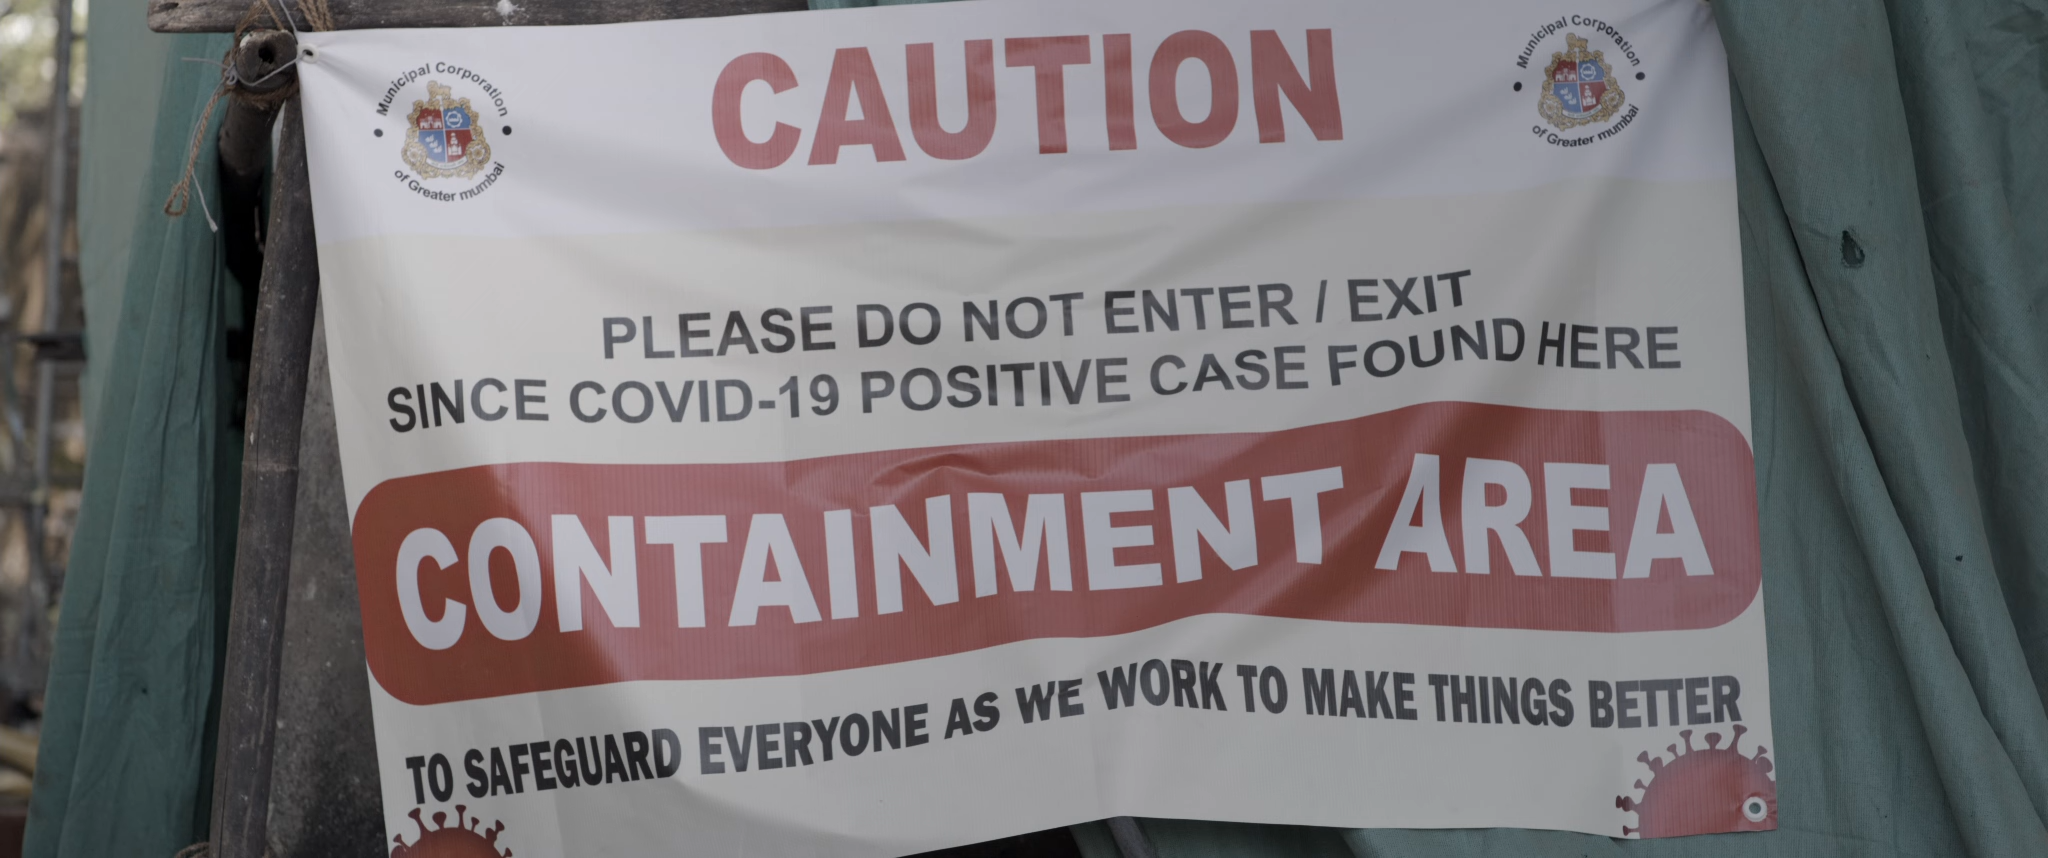 Municipal Corporation
of Greater mumbai
CAUTION
Municipal Corporation
of Greater mumbai
PLEASE DO NOT ENTER / EXIT
SINCE COVID-19 POSITIVE CASE FOUND HERE
CONTAINMENT AREA
TO SAFEGUARD EVERYONE AS WE WORK TO MAKE THINGS BETTER